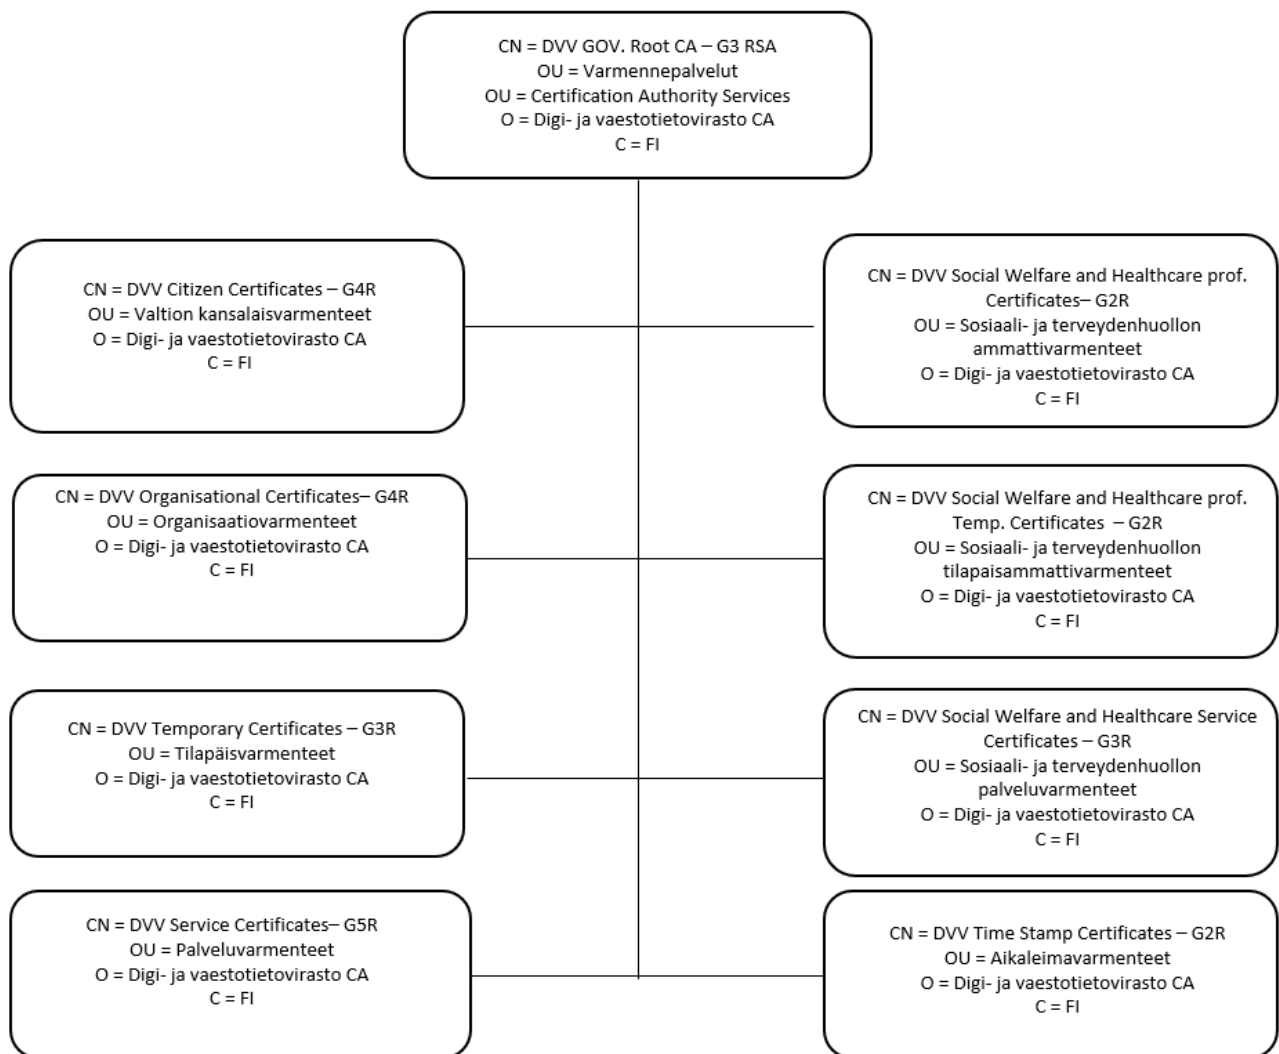 CN = DVV GOV. Root CA – G3 RSA
OU = Varmennepalvelut
OU = Certification Authority Services
O = Digi- ja vaestotietovirasto CA
C = FI
CN = DVV Citizen Certificates – G4R
OU = Valtion kansalaisvarmenteet
O = Digi- ja vaestotietovirasto CA
C = FI
CN = DVV Social Welfare and Healthcare prof.
Certificates– G2R
OU = Sosiaali- ja terveydenhuollon
ammattivarmenteet
O = Digi- ja vaestotietovirasto CA
C = FI
CN = DVV Organisational Certificates– G4R
OU = Organisaatiovarmenteet
O = Digi- ja vaestotietovirasto CA
C = FI
CN = DVV Social Welfare and Healthcare prof.
Temp. Certificates – G2R
OU = Sosiaali- ja terveydenhuollon
tilapaisammattivarmenteet
O = Digi- ja vaestotietovirasto CA
C = FI
CN = DVV Temporary Certificates – G3R
OU = Tilapäisvarmenteet
O = Digi- ja vaestotietovirasto CA
C = FI
CN = DVV Social Welfare and Healthcare Service
Certificates – G3R
OU = Sosiaali- ja terveydenhuollon
palveluvarmenteet
O = Digi- ja vaestotietovirasto CA
C = FI
CN = DVV Service Certificates– G5R
OU = Palveluvarmenteet
O = Digi- ja vaestotietovirasto CA
C = FI
CN = DVV Time Stamp Certificates – G2R
OU = Aikaleimavarmenteet
O = Digi- ja vaestotietovirasto CA
C = FI